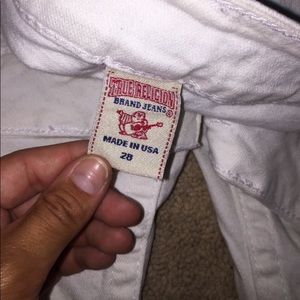 TRUE RELIGION
BRAND JEANS
MADE IN USA
28